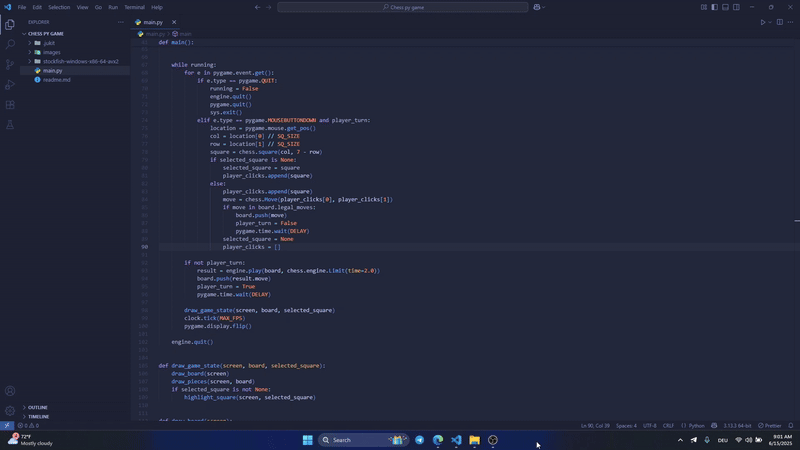 File Edit Selection View Go Run Terminal Help
Chess Py game
EXPLORER
CHESS PY GAME
images
stockfish-windows-x86-64-avx2
main.py
readme.md
OUTLINE
TIMELINE
main.py
main.py > main
def main():
while running:
for e in pygame.event.get():
if e.type == pygame.QUIT:
running = False
engine.quit()
pygame.quit()
sys.exit()
elif e.type == pygame.MOUSEBUTTONDOWN and player_turn:
location = pygame.mouse.get_pos()
col = location[0] // SQ_SIZE
row = location[1] // SQ_SIZE
square = chess.square(col, 7 - row)
if selected_square is None:
selected_square = square
player_clicks.append(square)
else:
player_clicks.append(square)
move = chess.Move(player_clicks[0], player_clicks[1])
if move in board.legal_moves:
board.push(move)
player_turn = False
pygame.time.wait(DELAY)
selected_square = None
90 player_clicks = []
if not player_turn:
result = engine.play(board, chess.engine.Limit(time=2.0))
board.push(result.move)
player_turn = True
pygame.time.wait(DELAY)
draw_game_state(screen, board, selected_square)
clock.tick(MAX_FPS)
pygame.display.flip()
engine.quit()
def draw_game_state(screen, board, selected_square):
draw_board(screen)
draw_pieces(screen, board)
if selected_square is not None:
highlight_square(screen, selected_square)
0 0
Ln 90, Col 39 Spaces: 4 UTF-8 CRLF Python 3.13.3 64-bit Prettier
72°F
Mostly cloudy
Search
DEU
9:01 AM
6/15/2025